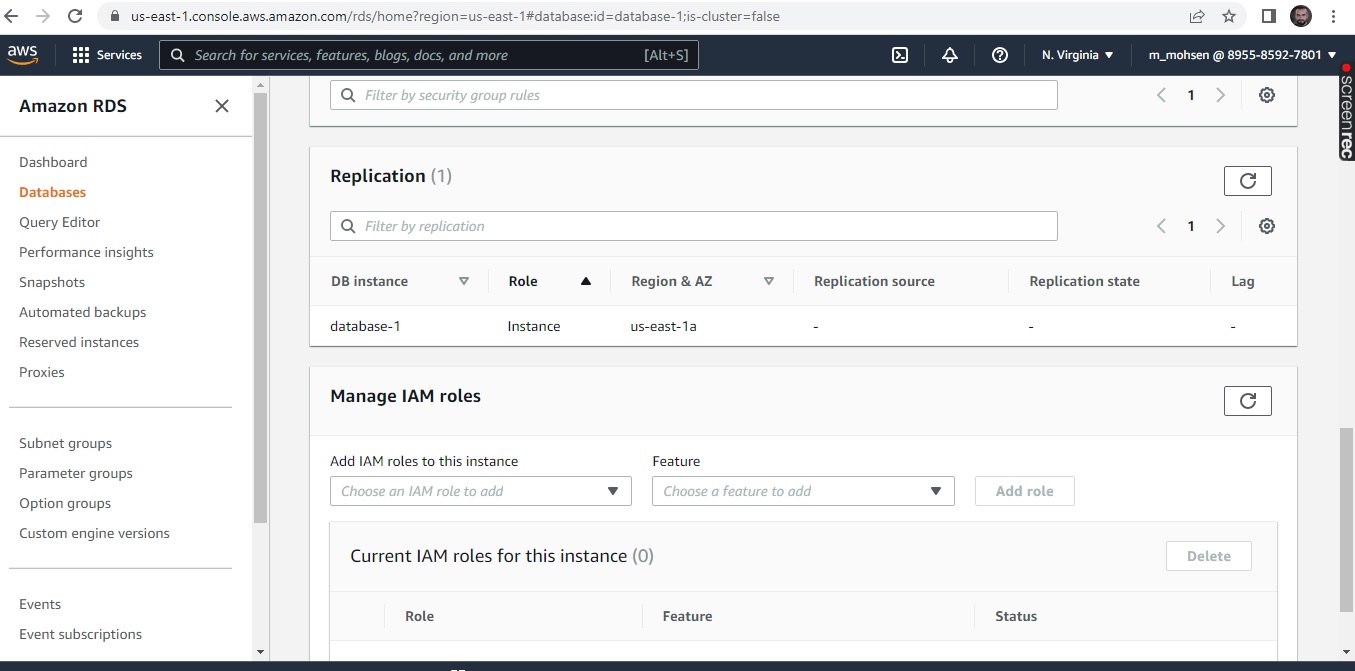 us-east-1.console.aws.amazon.com/rds/home?region=us-east-1#database:id=database-1;is-cluster=false
aws
Services
Search for services, features, blogs, docs, and more
[Alt+S]
N. Virginia
m_mohsen @ 8955-8592-7801
screenrec
Amazon RDS
Dashboard
Databases
Query Editor
Performance insights
Snapshots
Automated backups
Reserved instances
Proxies
Subnet groups
Parameter groups
Option groups
Custom engine versions
Events
Event subscriptions
Filter by security group rules
1
Replication (1)
Filter by replication
1
DB instance Role Region & AZ Replication source Replication state Lag
database-1 Instance us-east-1a - - -
Manage IAM roles
Add IAM roles to this instance Feature
Choose an IAM role to add Choose a feature to add Add role
Current IAM roles for this instance (0) Delete
Role Feature Status